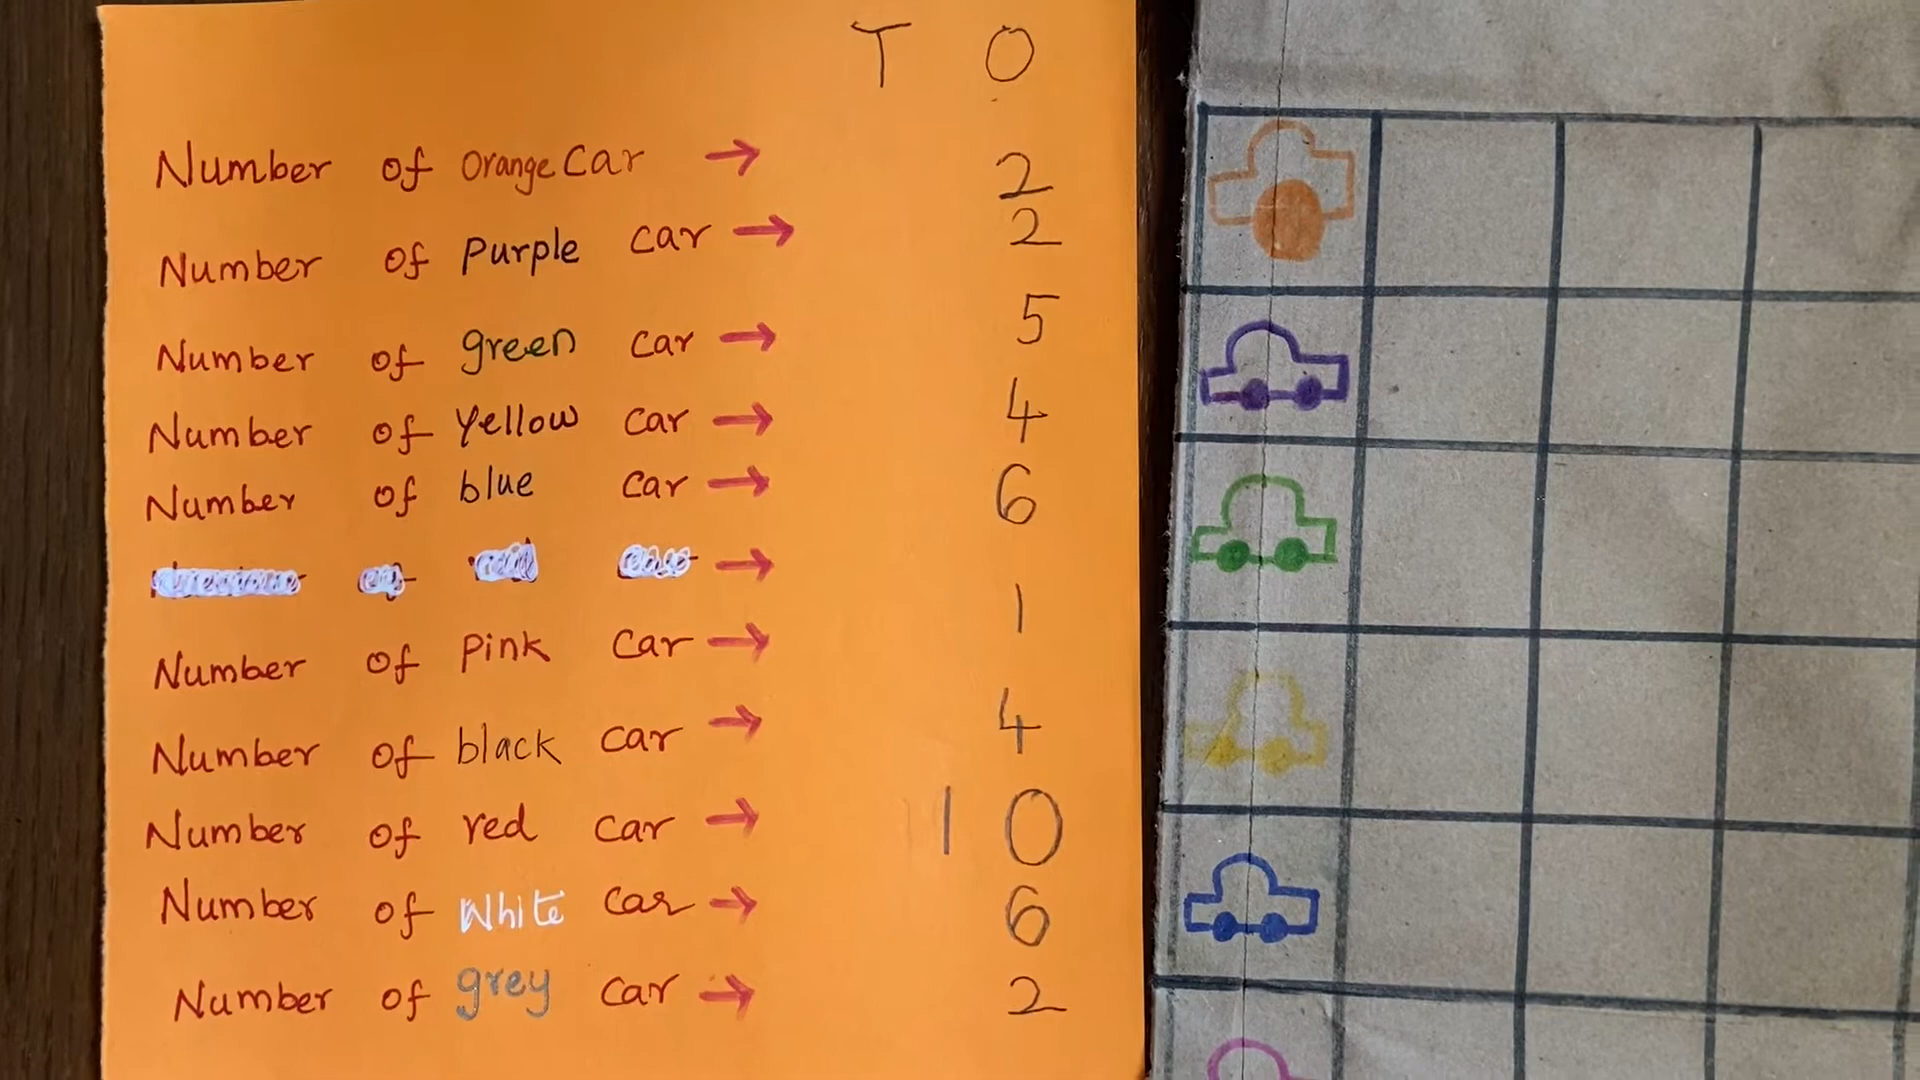 T O
Number of Orange Car → 2
Number of Purple car → 2
Number of green car → 5
Number of Yellow car → 4
Number of blue car → 6
→
Number of Pink Car → 1
Number of black car → 4
Number of red car → 10
Number of White car → 6
Number of grey car → 2